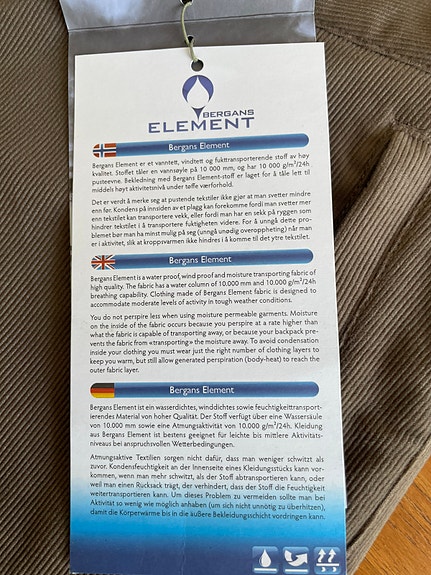 BERGANS
ELEMENT
Bergans Element
Bergans Element er et vanntett, vindtett og fukttransporterende stoff av høy
kvalitet. Stoffet tåler en vannsøyle på 10 000 mm, og har 10 000 g/m²/24h
pusteevne. Bekledning med Bergans Element-stoff er laget for å tåle lett til
middels høyt aktivitetsnivå under tøffe værforhold.
Det er verdt å merke seg at pustende tekstiler ikke gjør at man svetter mindre
enn før. Kondens på innsiden av et plagg kan forekomme fordi man svetter mer
enn tekstilet kan transportere vekk, eller fordi man har en sekk på ryggen som
hindrer tekstilet i å transportere fuktigheten videre. For å unngå dette pro-
blemet bør man ha minst mulig på seg (unngå unødig overoppheting) når man
er i aktivitet, slik at kroppsvarmen ikke hindres i å komme til det ytre tekstilet.
Bergans Element
Bergans Element is a water proof, wind proof and moisture transporting fabric of
high quality. The fabric has a water column of 10.000 mm and 10.000 g/m²/24h
breathing capability. Clothing made of Bergans Element fabric is designed to
accommodate moderate levels of activity in tough weather conditions.
You do not perspire less when using moisture permeable garments. Moisture
on the inside of the fabric occurs because you perspire at a rate higher than
what the fabric is capable of transporting away, or because your backpack pre-
vents the fabric from «transporting» the moisture away. To avoid condensation
inside your clothing you must wear just the right number of clothing layers to
keep you warm, but still allow generated perspiration (body-heat) to reach the
outer fabric layer.
Bergans Element
Bergans Element ist ein wasserdichtes, winddichtes sowie feuchtigkeittransport-
ierendes Material von hoher Qualität. Der Stoff verfügt über eine Wassersäule
von 10.000 mm sowie eine Atmungsaktivität von 10.000 g/m²/24h. Kleidung
aus Bergans Element ist bestens geeignet für leichte bis mittlere Aktivitäts-
niveaus bei anspruchsvollen Wetterbedingungen.
Atmungsaktive Textilien sorgen nicht dafür, dass man weniger schwitzt als
zuvor. Kondensfeuchtigkeit an der Innenseite eines Kleidungsstücks kann vor-
kommen, wenn man mehr schwitzt, als der Stoff abtransportieren kann, oder
weil man einen Rucksack trägt, der verhindert, dass der Stoff die Feuchtigkeit
weitertransportieren kann. Um dieses Problem zu vermeiden sollte man bei
Aktivität so wenig wie möglich anhaben (um sich nicht unnötig zu überhitzen),
damit die Körperwärme bis in die äußere Bekleidungsschicht vordringen kann.